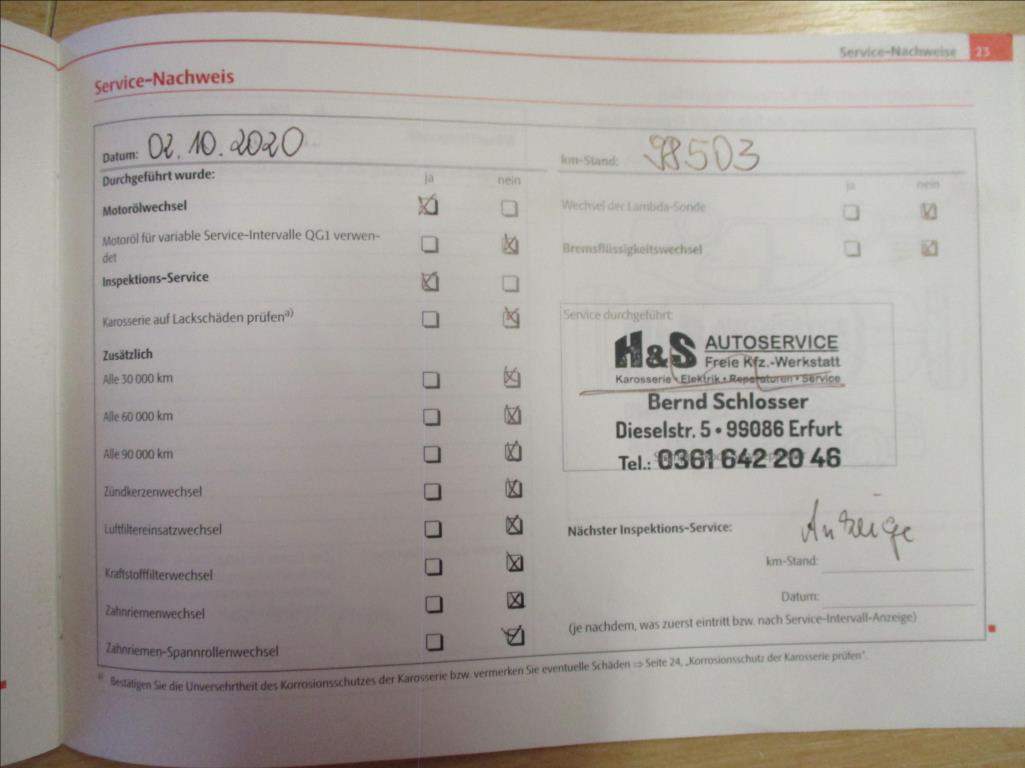 Service-Nachweise 23
Service-Nachweis
Datum: 02.10.2020
km-Stand: 98503
Durchgeführt wurde: ja nein
ja nein
Motorölwechsel
Wechsel der Lambda-Sonde
Motoröl für variable Service-Intervalle QG1 verwen-
det
Bremsflüssigkeitswechsel
Inspektions-Service
Karosserie auf Lackschäden prüfen a)
Zusätzlich
Alle 30 000 km
Alle 60 000 km
Alle 90 000 km
Zündkerzenwechsel
Luftfiltereinsatzwechsel
Kraftstofffilterwechsel
Zahnriemenwechsel
Zahnriemen-Spannrollenwechsel
Service durchgeführt:
H&S AUTOSERVICE
Freie Kfz.-Werkstatt
Karosserie • Elektrik • Reparaturen • Service
Bernd Schlosser
Dieselstr. 5 • 99086 Erfurt
Tel.: 0361 642 20 46
Nächster Inspektions-Service: Anzeige
km-Stand:
Datum:
(je nachdem, was zuerst eintritt bzw. nach Service-Intervall-Anzeige)
a) Bestätigen Sie die Unversehrtheit des Korrosionsschutzes der Karosserie bzw. vermerken Sie eventuelle Schäden ⇒ Seite 24, „Korrosionsschutz der Karosserie prüfen“.